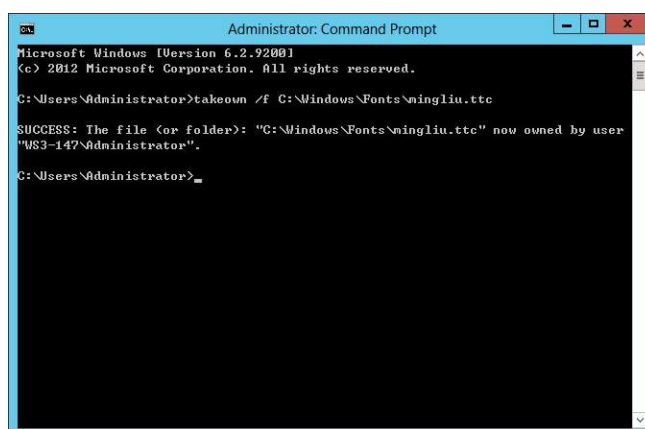 Administrator: Command Prompt
Microsoft Windows [Version 6.2.9200]
(c) 2012 Microsoft Corporation. All rights reserved.
C:\Users\Administrator>takeown /f C:\Windows\Fonts\mingliu.ttc
SUCCESS: The file (or folder): "C:\Windows\Fonts\mingliu.ttc" now owned by user
"WS3-147\Administrator".
C:\Users\Administrator>_